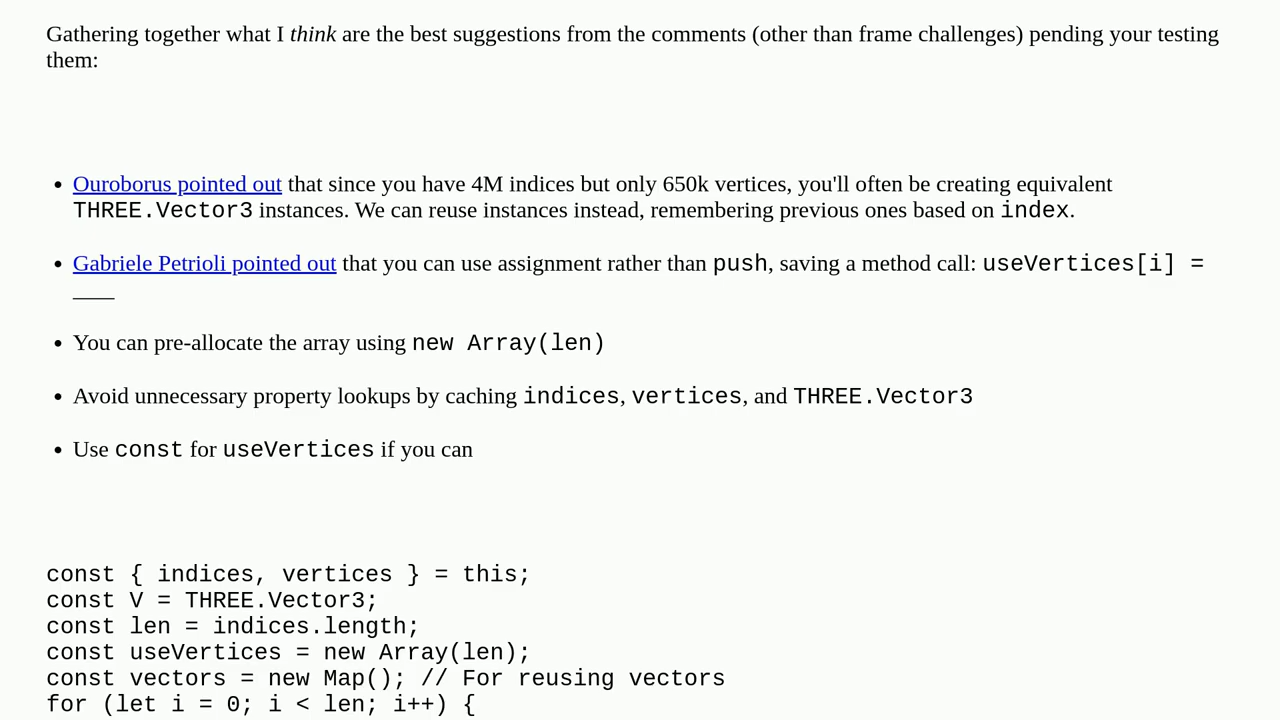 Gathering together what I think are the best suggestions from the comments (other than frame challenges) pending your testing
them:
• Ouroborus pointed out that since you have 4M indices but only 650k vertices, you'll often be creating equivalent
THREE.Vector3 instances. We can reuse instances instead, remembering previous ones based on index.
• Gabriele Petrioli pointed out that you can use assignment rather than push, saving a method call: useVertices[i] =
___
• You can pre-allocate the array using new Array(len)
• Avoid unnecessary property lookups by caching indices, vertices, and THREE.Vector3
• Use const for useVertices if you can
const { indices, vertices } = this;
const V = THREE.Vector3;
const len = indices.length;
const useVertices = new Array(len);
const vectors = new Map(); // For reusing vectors
for (let i = 0; i < len; i++) {